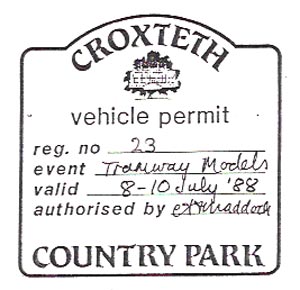 CROXTETH
vehicle permit
reg. no 23
event Tramway Models
valid 8-10 July '88
authorised by
COUNTRY PARK